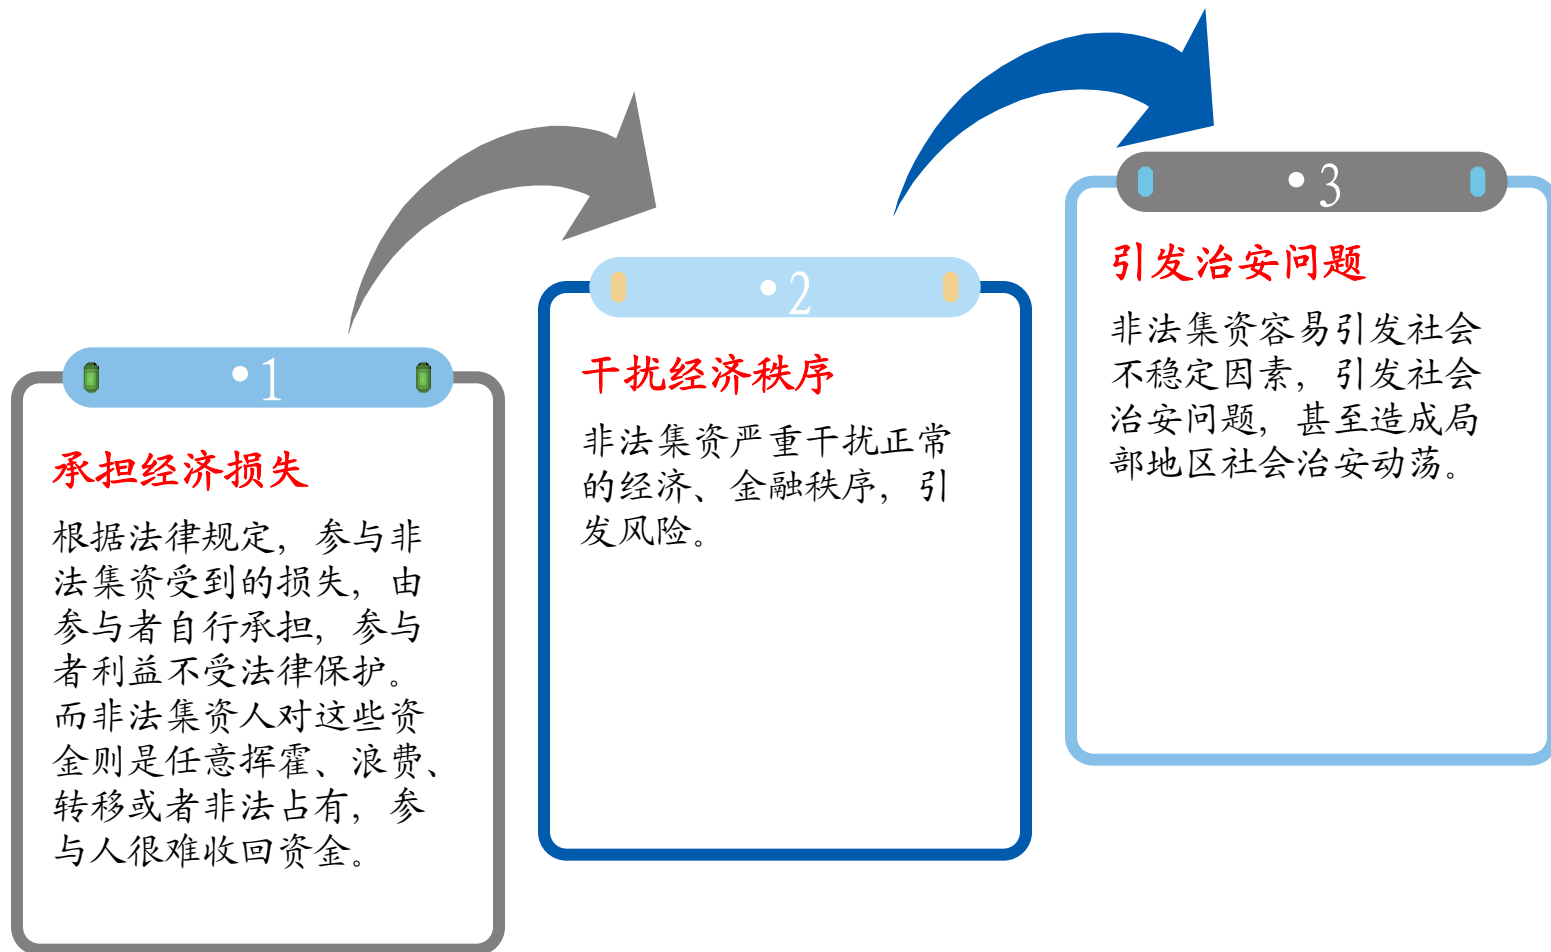 •1
承担经济损失
根据法律规定，参与非
法集资受到的损失，由
参与者自行承担，参与
者利益不受法律保护。
而非法集资人对这些资
金则是任意挥霍、浪费、
转移或者非法占有，参
与人很难收回资金。
•2
干扰经济秩序
非法集资严重干扰正常
的经济、金融秩序，引
发风险。
•3
引发治安问题
非法集资容易引发社会
不稳定因素，引发社会
治安问题，甚至造成局
部地区社会治安动荡。